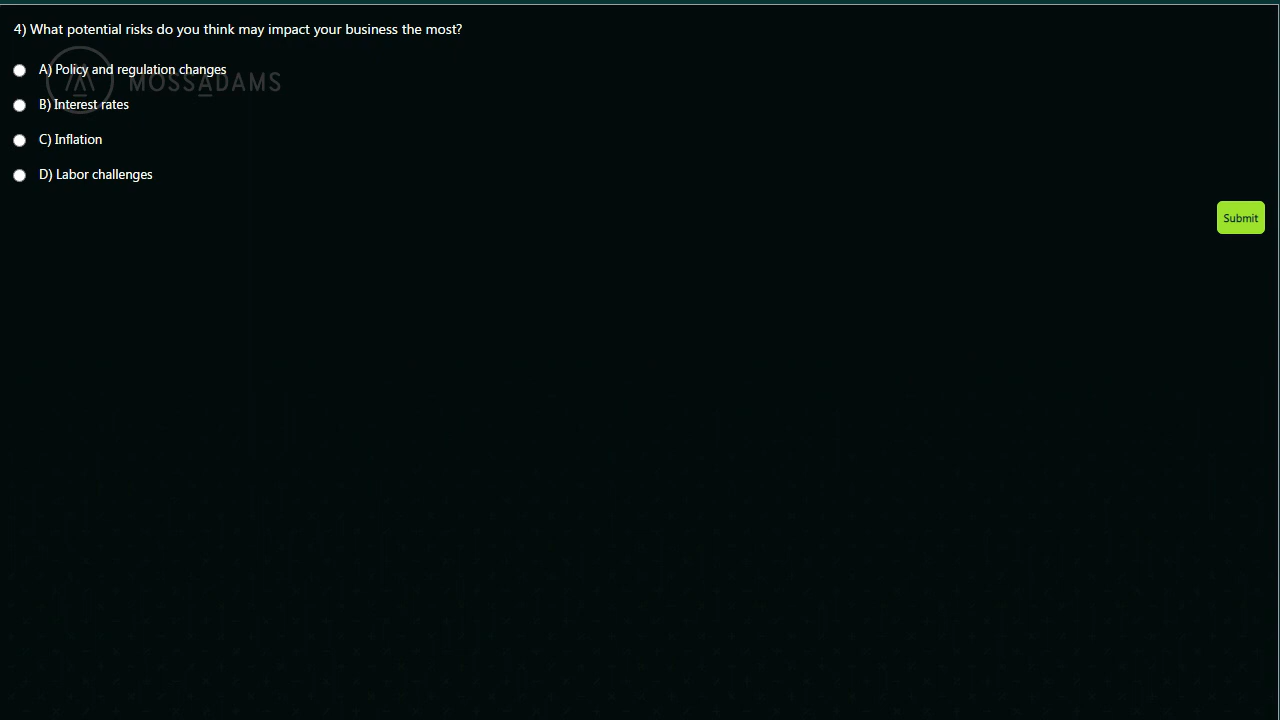 4) What potential risks do you think may impact your business the most?
A) Policy and regulation changes
MOSSADAMS
B) Interest rates
C) Inflation
D) Labor challenges
Submit